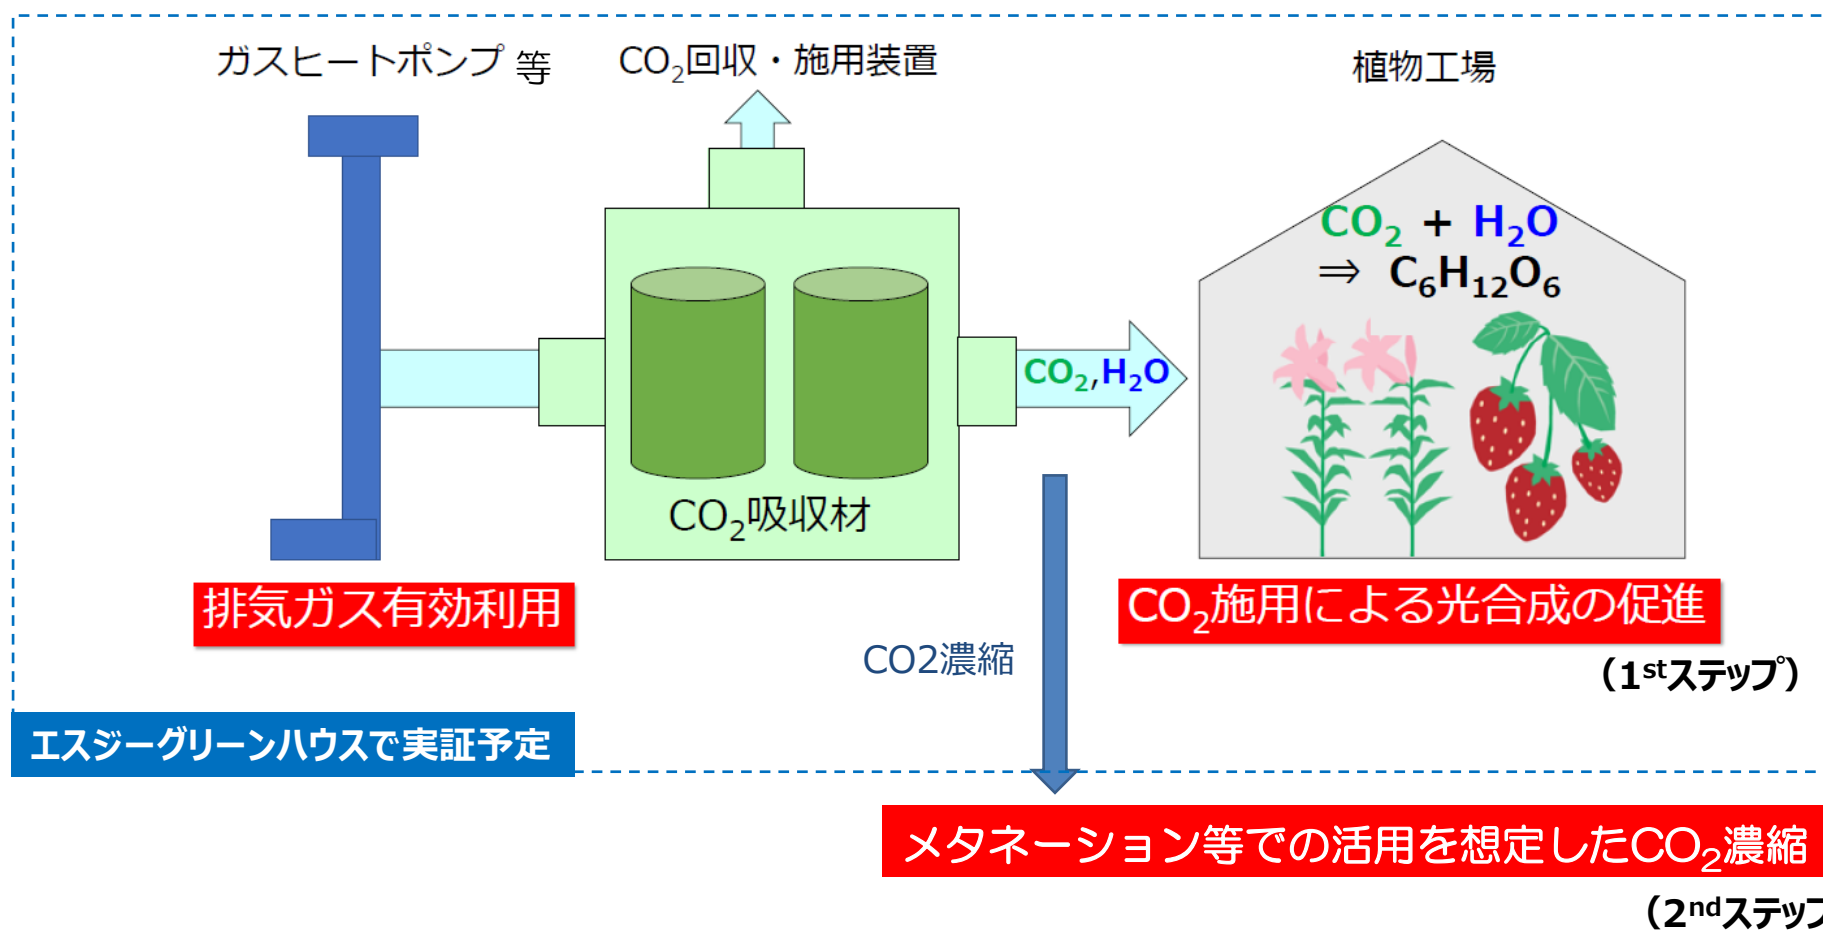 ガスヒートポンプ 等
CO₂回収・施用装置
植物工場
CO₂ + H₂O
⇒ C₆H₁₂O₆
CO₂,H₂O
CO₂吸収材
排気ガス有効利用
CO₂施用による光合成の促進
（1stステップ）
CO2濃縮
エスジーグリーンハウスで実証予定
メタネーション等での活用を想定したCO₂濃縮
（2ndステップ